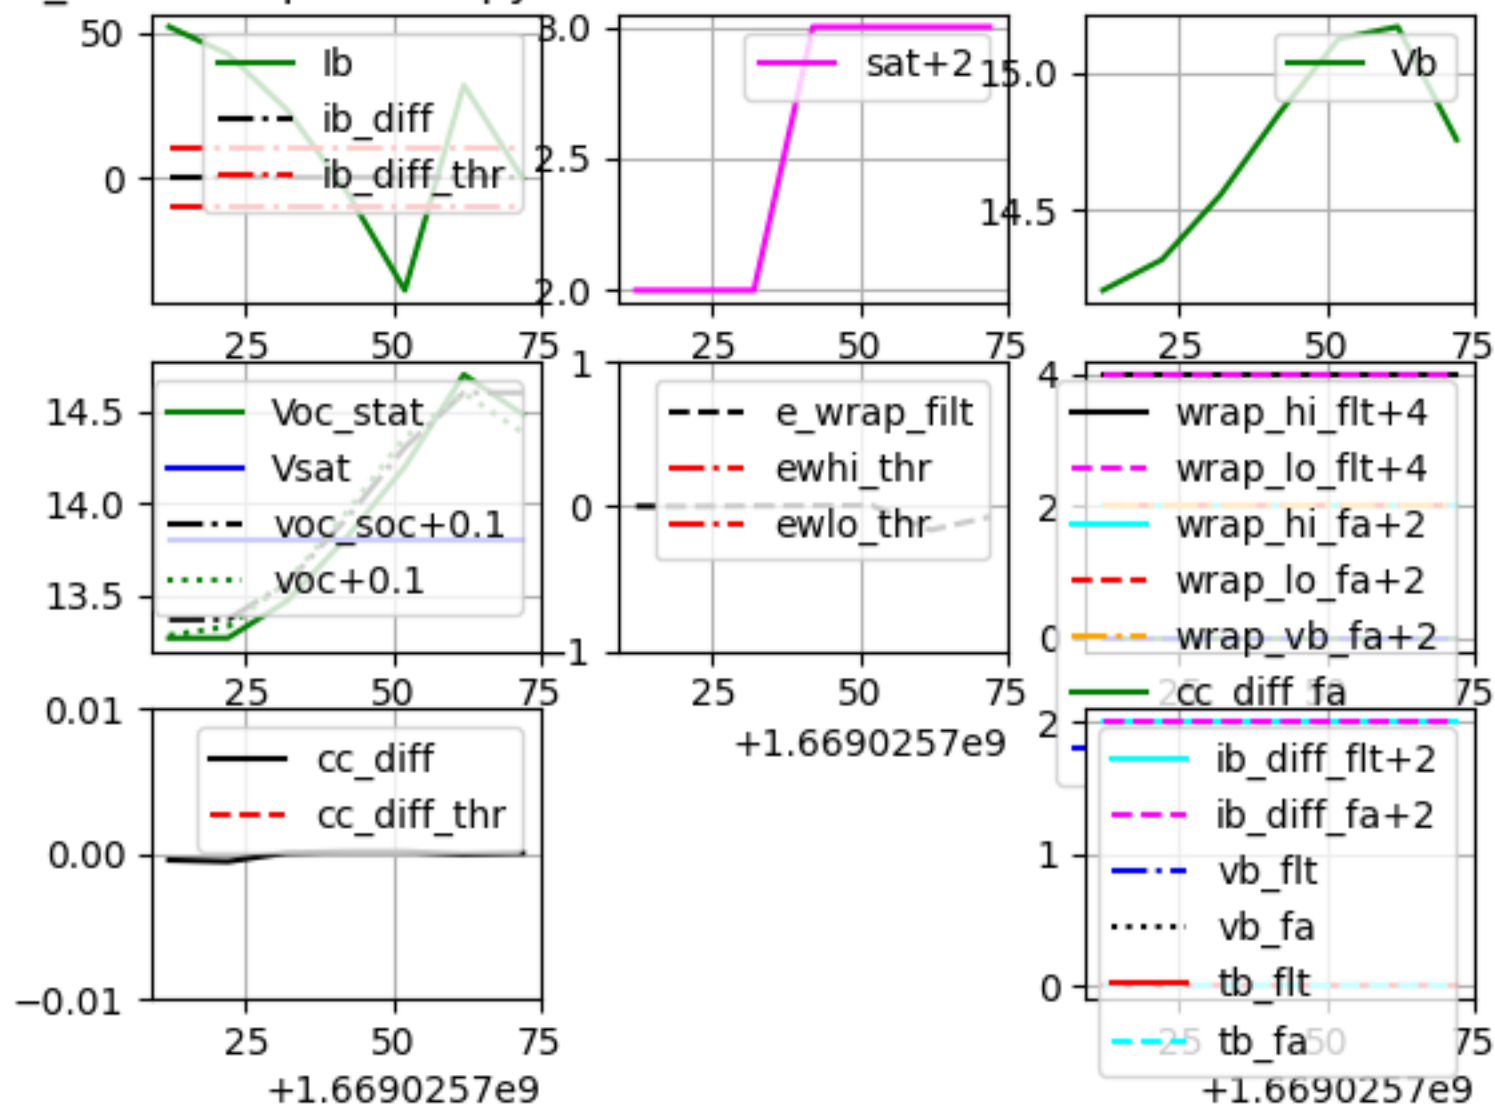 50
0
Ib
ib_diff
ib_diff_thr
25 50 75
3.0
2.5
2.0
sat+2
25 50 75
15.0
14.5
Vb
25 50 75
14.5
14.0
13.5
Voc_stat
Vsat
voc_soc+0.1
voc+0.1
25 50 75
1
0
−1
e_wrap_filt
ewhi_thr
ewlo_thr
25 50 75
+1.6690257e9
4
2
0
wrap_hi_flt+4
wrap_lo_flt+4
wrap_hi_fa+2
wrap_lo_fa+2
wrap_vb_fa+2
cc_diff_fa
25 50 75
0.01
0.00
−0.01
cc_diff
cc_diff_thr
25 50 75
+1.6690257e9
2
1
0
ib_diff_flt+2
ib_diff_fa+2
vb_flt
vb_fa
tb_flt
tb_fa
25 50 75
+1.6690257e9